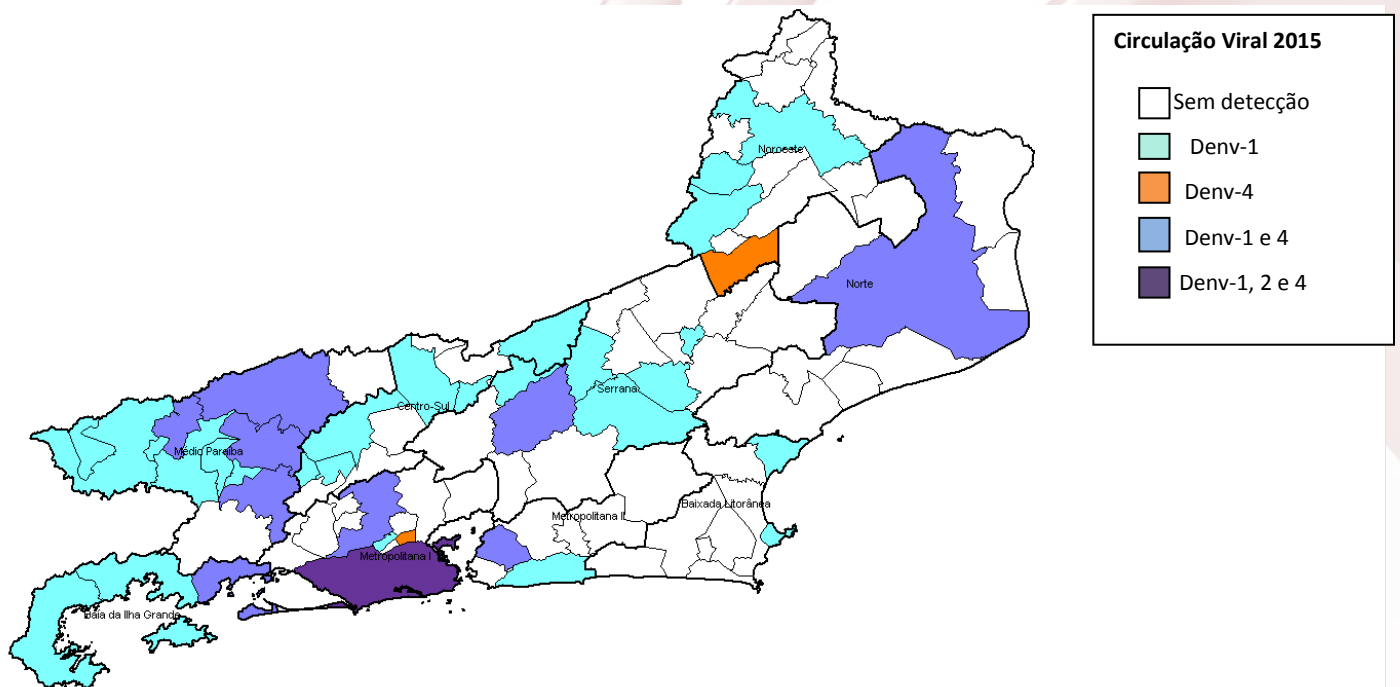 Circulação Viral 2015
Sem detecção
Denv-1
Denv-4
Denv-1 e 4
Denv-1, 2 e 4
Noroeste
Norte
Serrana
Centro-Sul
Médio Paraíba
Baixada Litorânea
Metropolitana II
Metropolitana I
Baía da Ilha Grande